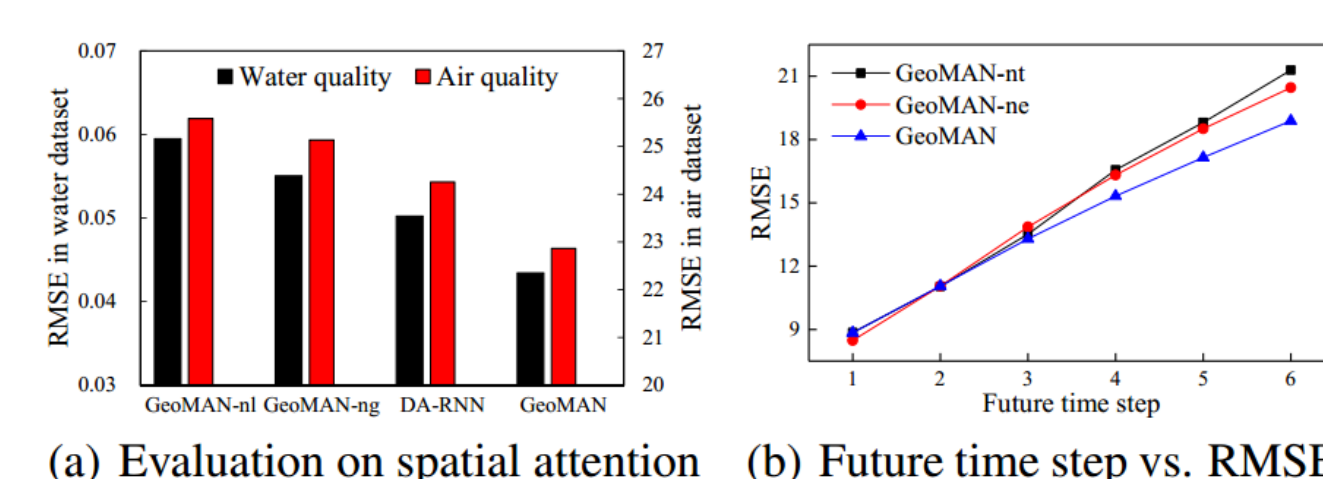 0.07
0.06
0.05
0.04
0.03
RMSE in water dataset
Water quality
Air quality
27
26
25
24
23
22
21
20
RMSE in air dataset
GeoMAN-nl GeoMAN-ng DA-RNN GeoMAN
(a) Evaluation on spatial attention
21
18
15
12
9
RMSE
GeoMAN-nt
GeoMAN-ne
GeoMAN
1 2 3 4 5 6
Future time step
(b) Future time step vs. RMSE